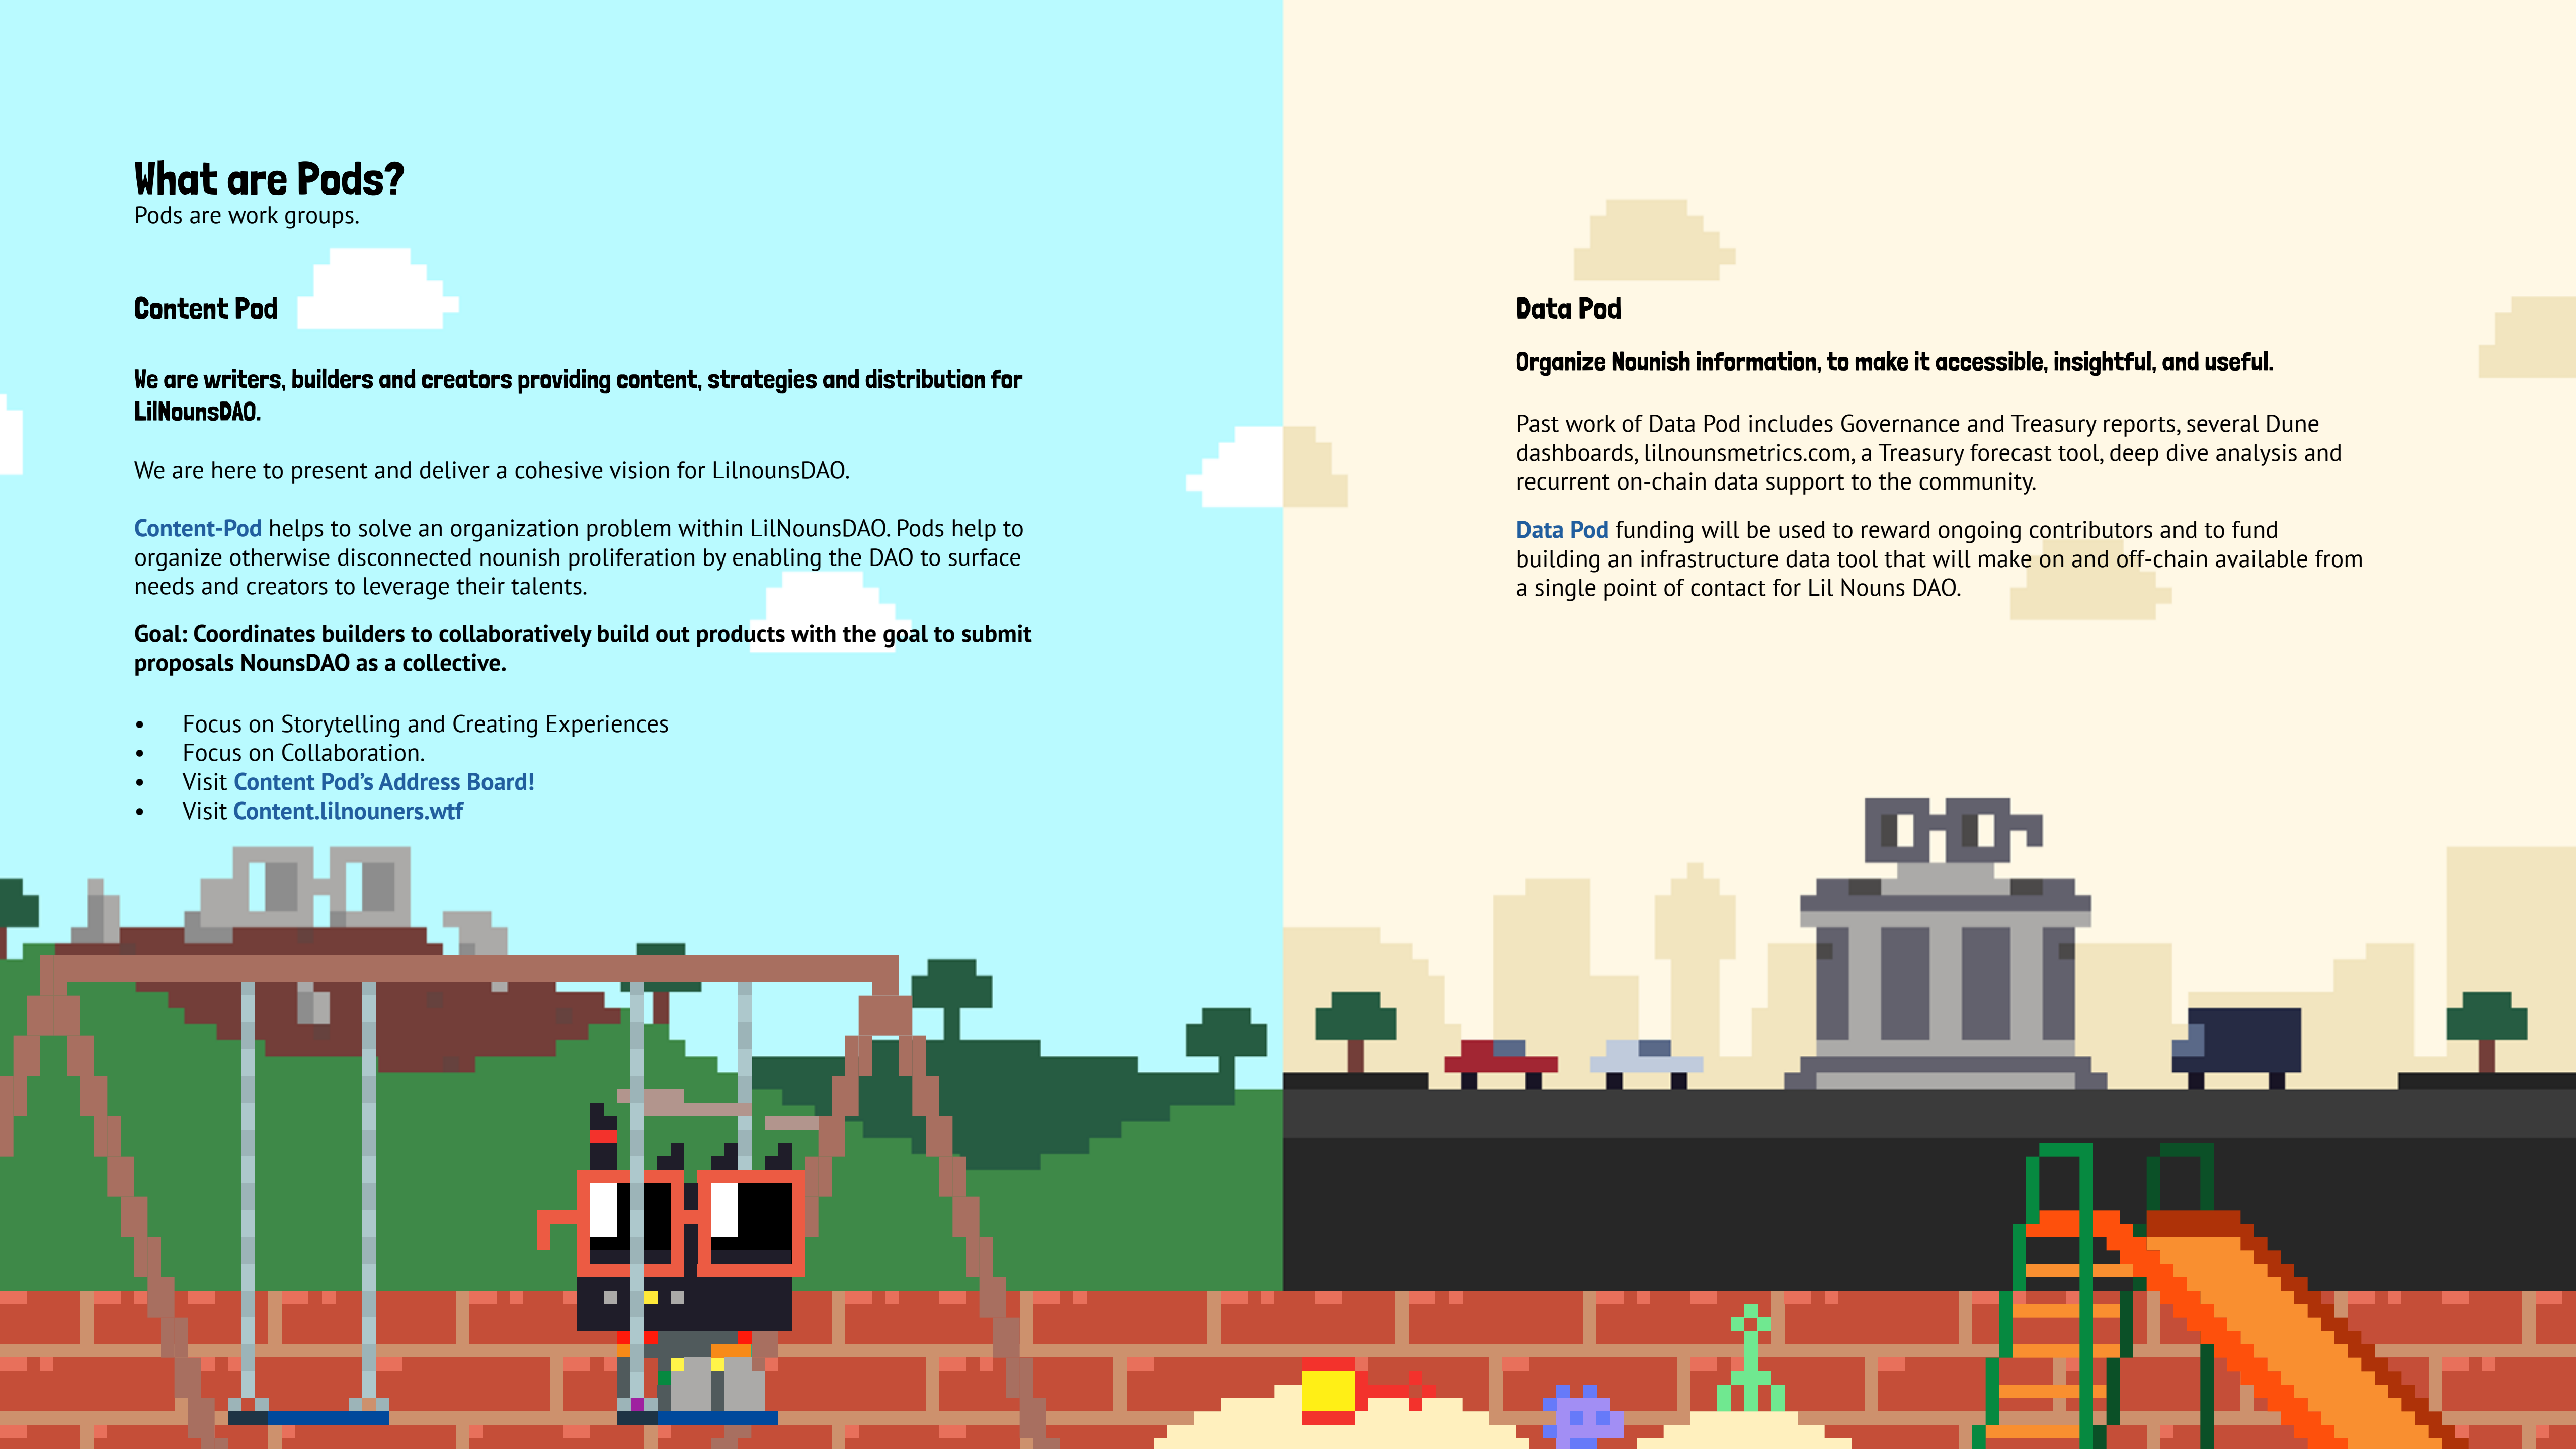 What are Pods?
Pods are work groups.
Content Pod
We are writers, builders and creators providing content, strategies and distribution for
LilNounsDAO.
We are here to present and deliver a cohesive vision for LilnounsDAO.
Content-Pod helps to solve an organization problem within LilNounsDAO. Pods help to
organize otherwise disconnected nounish proliferation by enabling the DAO to surface
needs and creators to leverage their talents.
Goal: Coordinates builders to collaboratively build out products with the goal to submit
proposals NounsDAO as a collective.
• Focus on Storytelling and Creating Experiences
• Focus on Collaboration.
• Visit Content Pod’s Address Board!
• Visit Content.lilnouners.wtf
Data Pod
Organize Nounish information, to make it accessible, insightful, and useful.
Past work of Data Pod includes Governance and Treasury reports, several Dune
dashboards, lilnounsmetrics.com, a Treasury forecast tool, deep dive analysis and
recurrent on-chain data support to the community.
Data Pod funding will be used to reward ongoing contributors and to fund
building an infrastructure data tool that will make on and off-chain available from
a single point of contact for Lil Nouns DAO.